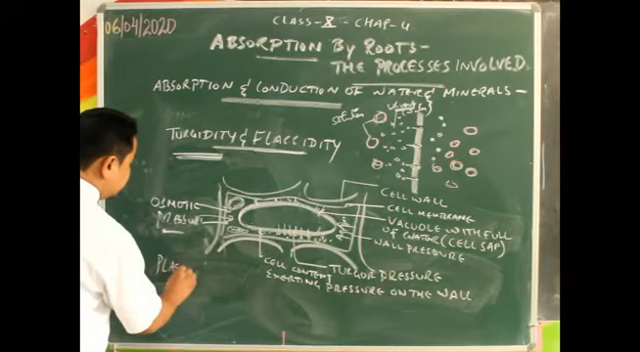 06/04/2020
CLASS-X-CHAP-4
ABSORPTION BY ROOTS-
THE PROCESSES INVOLVED.
ABSORPTION & CONDUCTION OF WATER & MINERALS-
TURGIDITY & FLACCIDITY
CELL WALL
OSMOTIC
CELL MEMBRANE
VACUOLE WITH FULL
OF WATER (CELL SAP)
WALL PRESSURE
CELL CONTENT
EXERTING PRESSURE ON THE WALL
TURGOR PRESSURE
PLAS